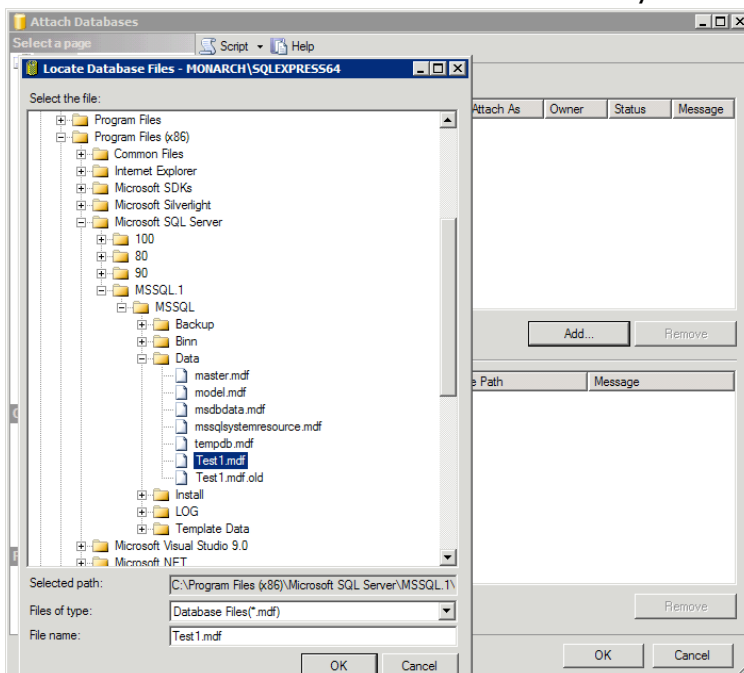 Attach Databases
Select a page
Script
Help
Locate Database Files - MONARCH\SQLEXPRESS64
Select the file:
Program Files
Program Files (x86)
Common Files
Internet Explorer
Microsoft SDKs
Microsoft Silverlight
Microsoft SQL Server
100
80
90
MSSQL.1
MSSQL
Backup
Binn
Data
master.mdf
model.mdf
msdbdata.mdf
mssqlsystemresource.mdf
tempdb.mdf
Test1.mdf
Test1.mdf.old
Install
LOG
Template Data
Microsoft Visual Studio 9.0
Microsoft.NET
Selected path: C:\Program Files (x86)\Microsoft SQL Server\MSSQL.1\
Files of type: Database Files(*.mdf)
File name: Test1.mdf
OK Cancel
Attach As Owner Status Message
Add... Remove
e Path Message
Remove
OK Cancel